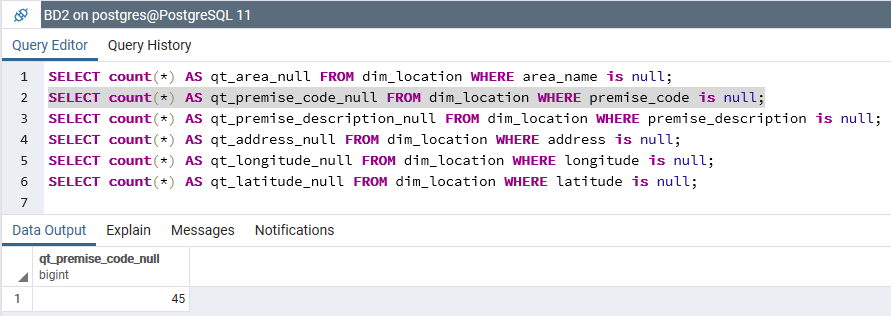 BD2 on postgres@PostgreSQL 11
Query Editor Query History
1 SELECT count(*) AS qt_area_null FROM dim_location WHERE area_name is null;
2 SELECT count(*) AS qt_premise_code_null FROM dim_location WHERE premise_code is null;
3 SELECT count(*) AS qt_premise_description_null FROM dim_location WHERE premise_description is null;
4 SELECT count(*) AS qt_address_null FROM dim_location WHERE address is null;
5 SELECT count(*) AS qt_longitude_null FROM dim_location WHERE longitude is null;
6 SELECT count(*) AS qt_latitude_null FROM dim_location WHERE latitude is null;
7
Data Output Explain Messages Notifications
qt_premise_code_null
bigint
1 45